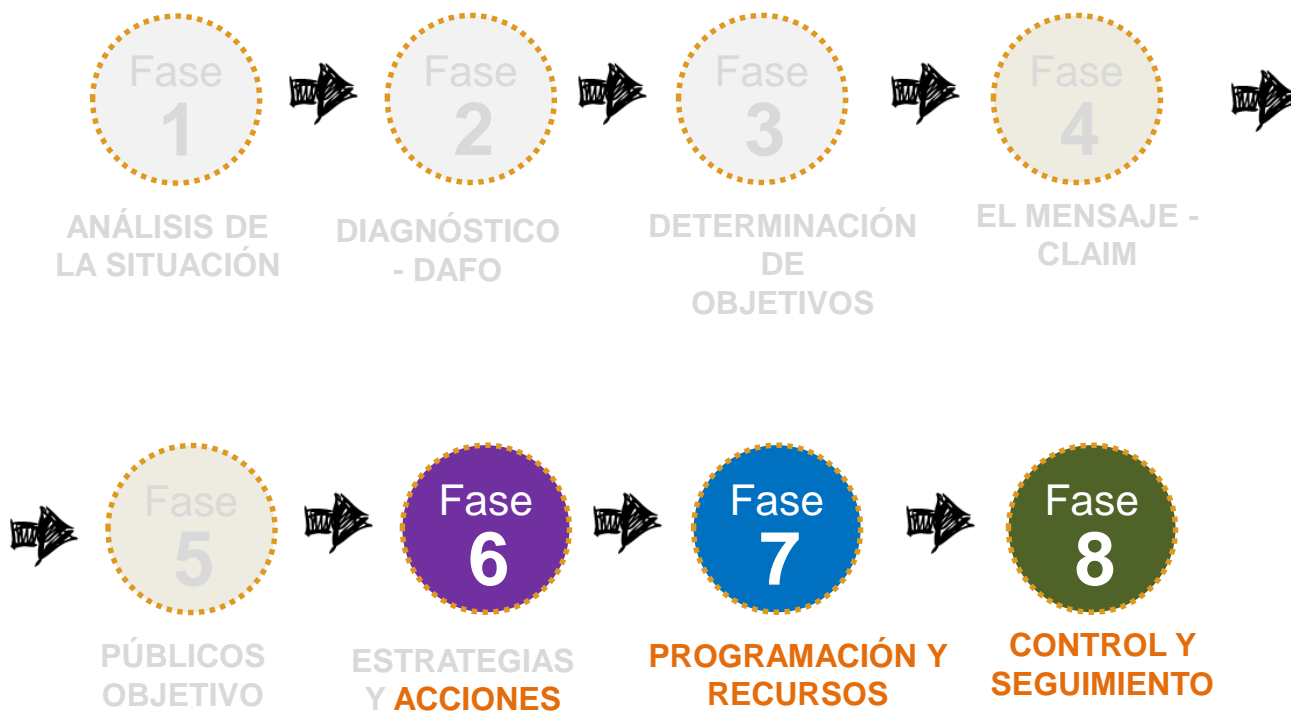 Fase
1
Fase
2
Fase
3
Fase
4
ANÁLISIS DE
LA SITUACIÓN
DIAGNÓSTICO
- DAFO
DETERMINACIÓN
DE
OBJETIVOS
EL MENSAJE -
CLAIM
Fase
5
Fase
6
Fase
7
Fase
8
PÚBLICOS
OBJETIVO
ESTRATEGIAS
Y ACCIONES
PROGRAMACIÓN Y
RECURSOS
CONTROL Y
SEGUIMIENTO